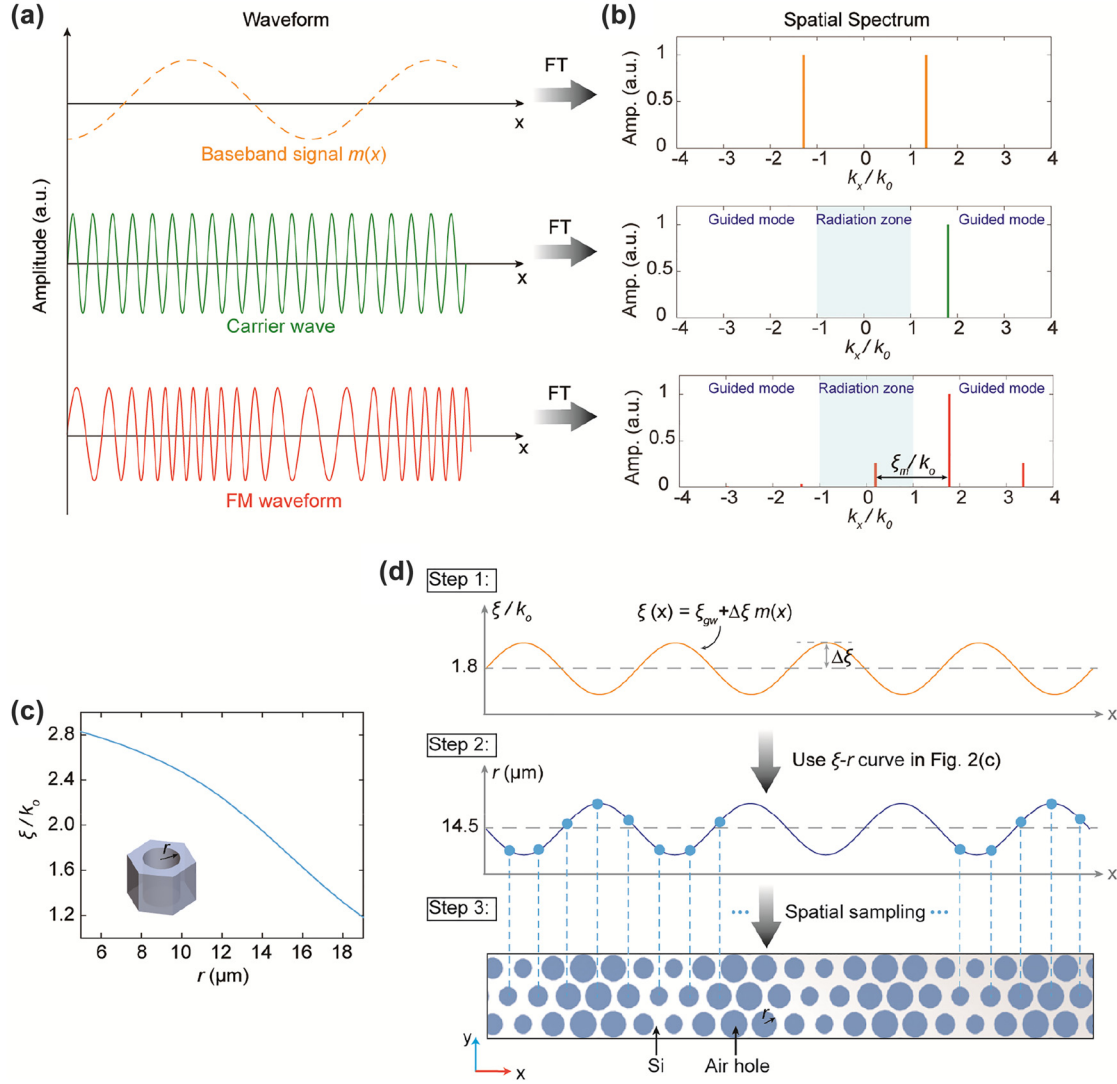 (a)
Waveform
Amplitude (a.u.)
x
Baseband signal m(x)
x
Carrier wave
x
FM waveform
FT
FT
FT
(b)
Spatial Spectrum
Amp. (a.u.)
1
0.5
1
-4 -3 -2 -1 0 1 2 3 4
kx / k0
Guided mode Radiation zone Guided mode
Amp. (a.u.)
1
0.5
1
-4 -3 -2 -1 0 1 2 3 4
kx / k0
Guided mode Radiation zone Guided mode
Amp. (a.u.)
1
0.5
0
ξm / ko
-4 -3 -2 -1 0 1 2 3 4
kx / k0
(c)
ξ / ko
2.8
2.4
2.0
1.6
1.2
r
4 6 8 10 12 14 16 18
r (μm)
(d)
Step 1:
ξ / ko
ξ (x) = ξgw+Δξ m(x)
Δξ
1.8
x
Step 2:
Use ξ-r curve in Fig. 2(c)
r (μm)
14.5
x
Step 3:
Spatial sampling
r
y
x
Si
Air hole